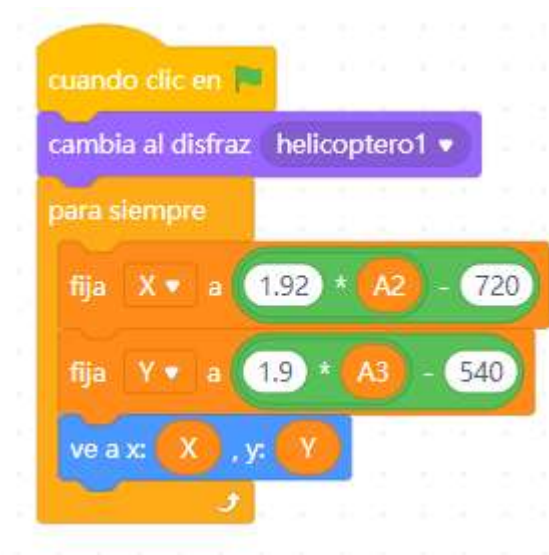 cuando clic en
cambia al disfraz helicoptero1
para siempre
fija X a 1.92 * A2 - 720
fija Y a 1.9 * A3 - 540
ve a x: X , y: Y